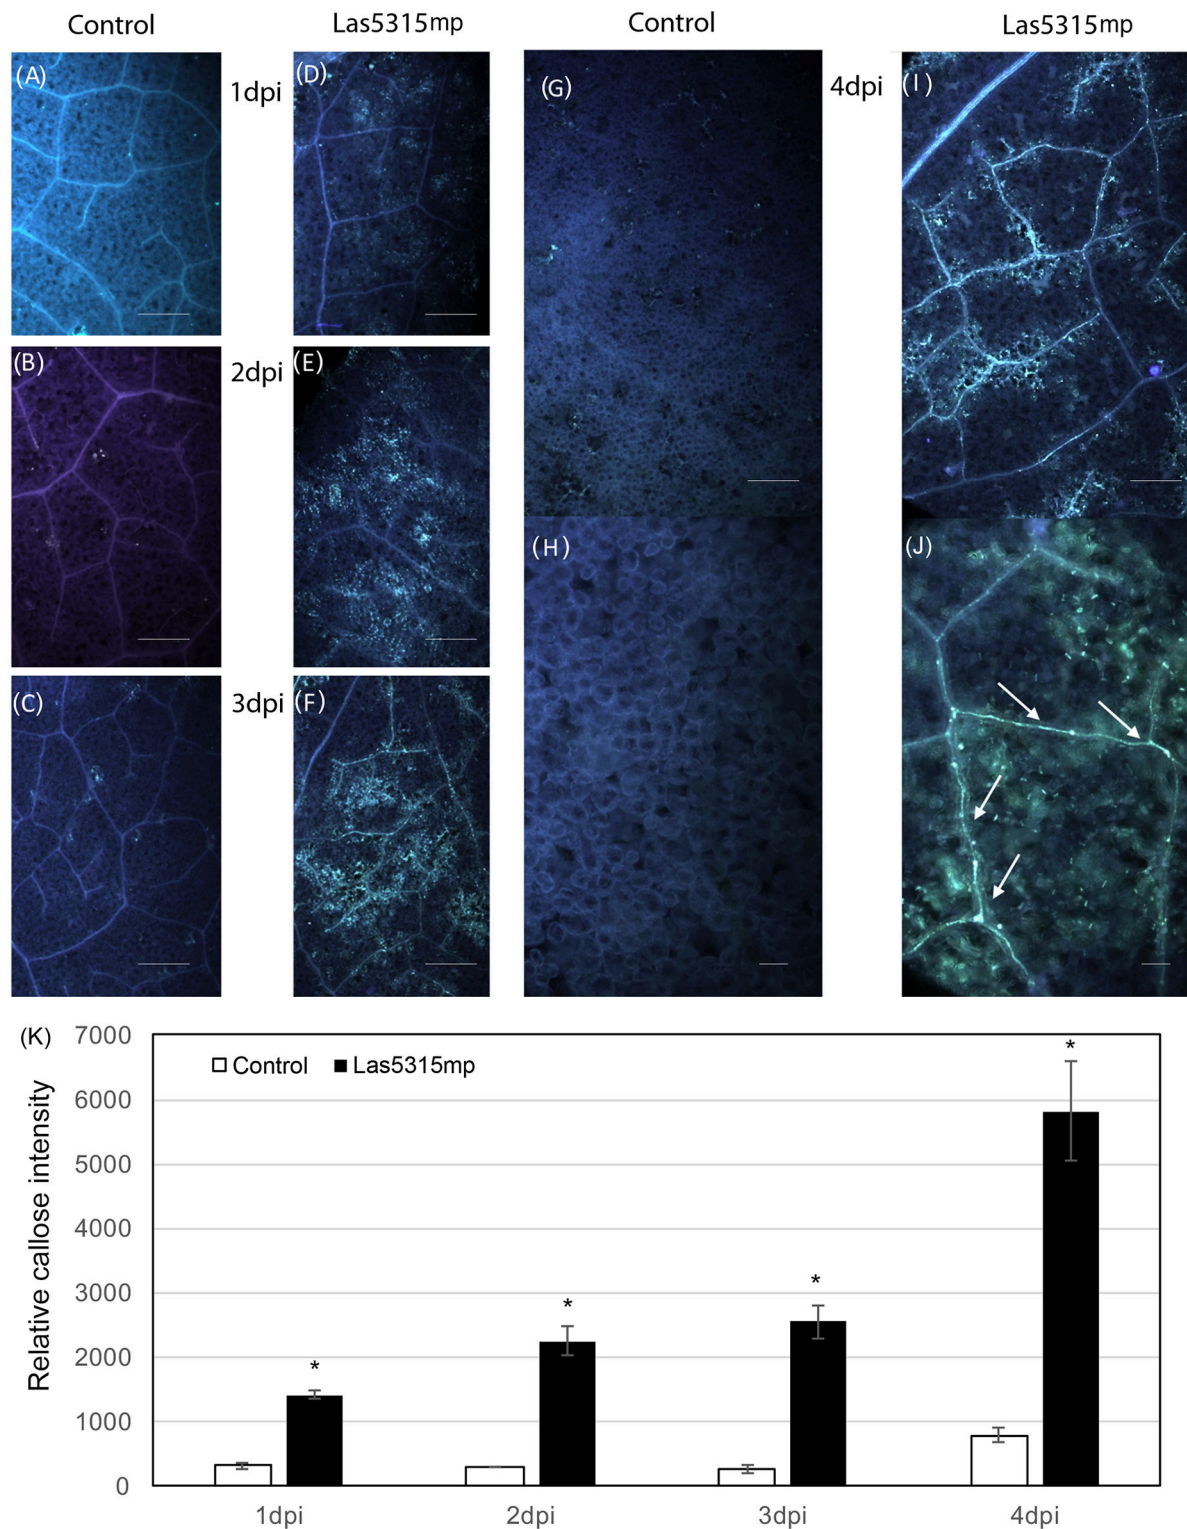 Control
Las5315mp
Control
Las5315mp
(A)
1dpi
(D)
(G)
4dpi
(I)
(B)
2dpi
(E)
(C)
3dpi
(F)
(H)
(J)
(K)
Relative callose intensity
7000
6000
5000
4000
3000
2000
1000
0
Control
Las5315mp
*
*
*
*
1dpi
2dpi
3dpi
4dpi